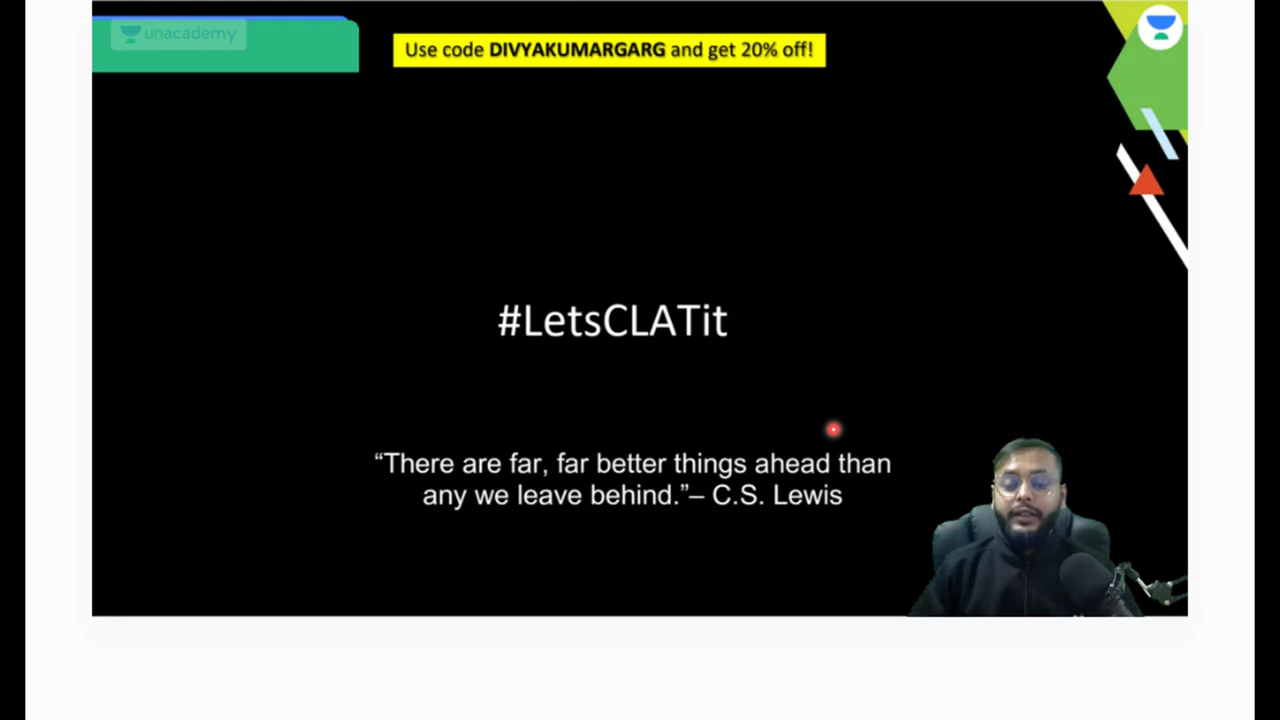 unacademy
Use code DIVYAKUMARGARG and get 20% off!
#LetsCLATit
“There are far, far better things ahead than
any we leave behind.”– C.S. Lewis